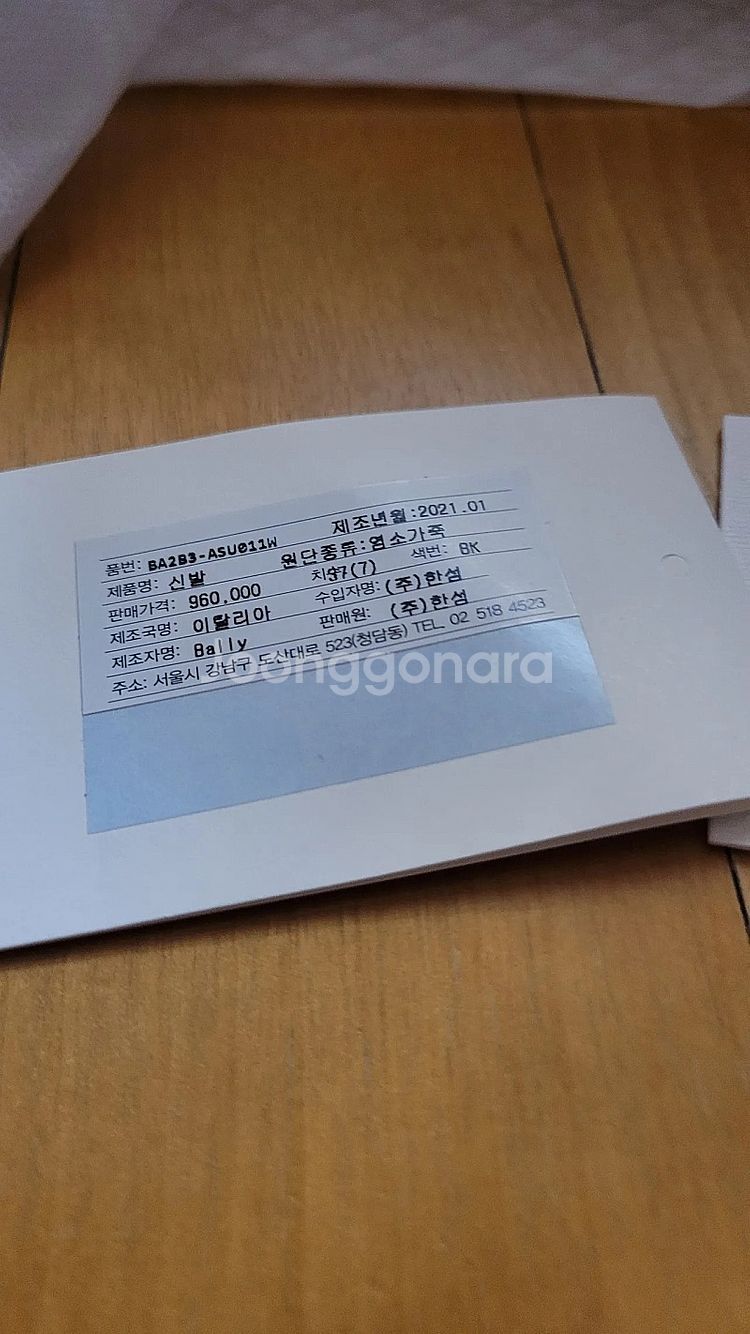 품번: BA2B3-ASU011W 제조년월:2021.01
제품명: 신발 원단종류:염소가죽
판매가격: 960,000 치수:97(7) 색번: BK
제조국명: 이탈리아 수입자명: (주)한섬
제조자명: Bally 판매원: (주)한섬
주소: 서울시 강남구 도산대로 523(청담동) TEL. 02 518 4523
Joonggonara